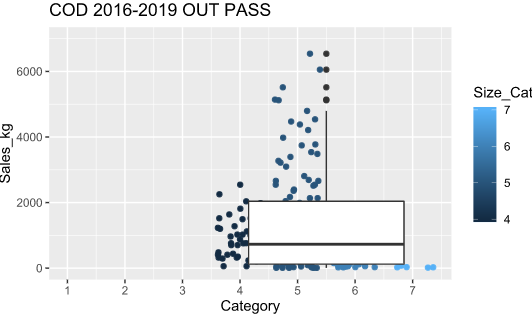 COD 2016-2019 OUT PASS
6000
4000
2000
0
Sales_kg
1 2 3 4 5 6 7
Category
Size_Cat
7
6
5
4